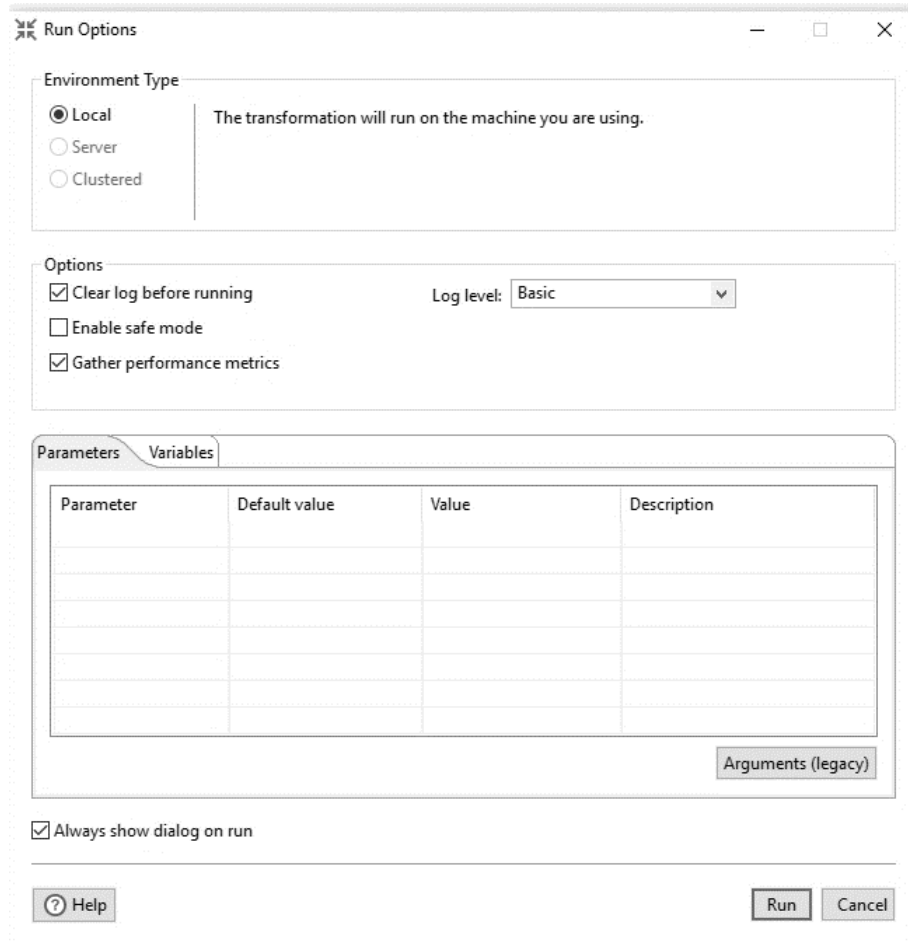 Run Options
Environment Type
Local
The transformation will run on the machine you are using.
Server
Clustered
Options
Clear log before running
Log level: Basic
Enable safe mode
Gather performance metrics
Parameters Variables
Parameter Default value Value Description
Arguments (legacy)
Always show dialog on run
Help Run Cancel